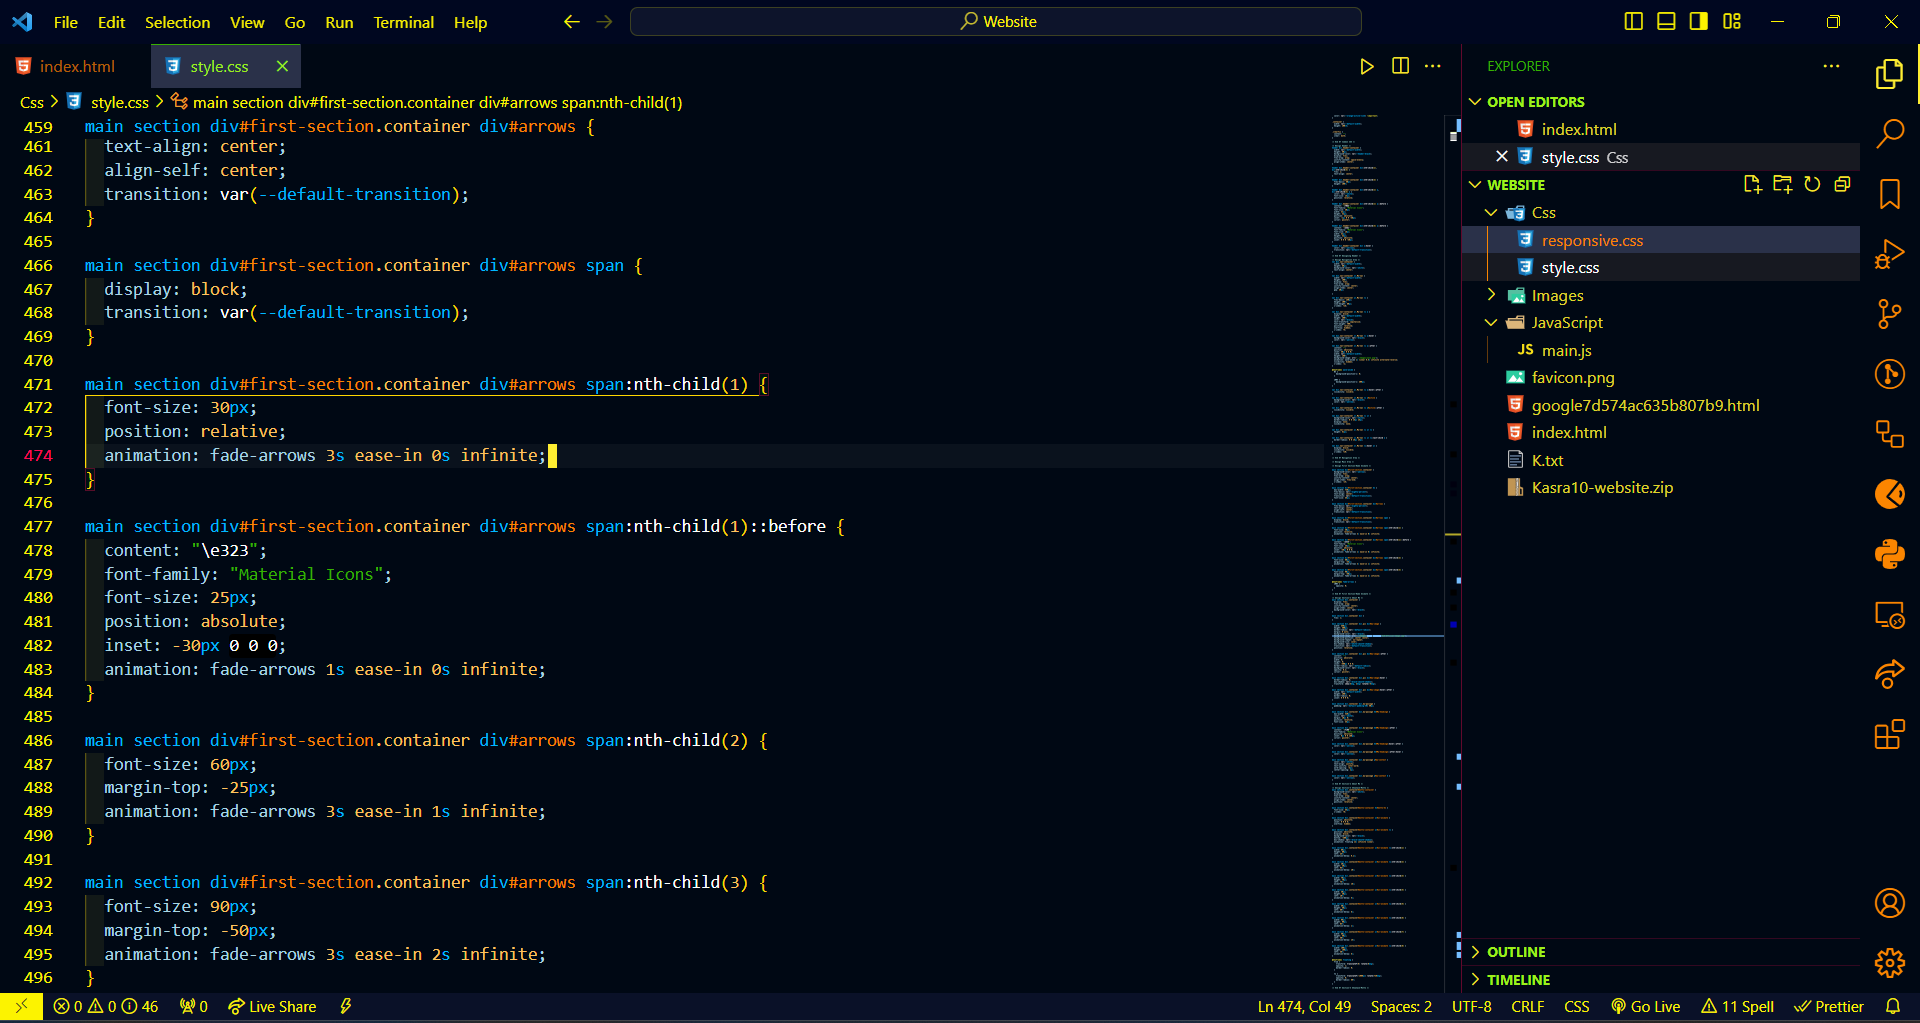 File Edit Selection View Go Run Terminal Help
Website
index.html
style.css
Css > style.css > main section div#first-section.container div#arrows span:nth-child(1)
459 main section div#first-section.container div#arrows {
461 text-align: center;
462 align-self: center;
463 transition: var(--default-transition);
464 }
465
466 main section div#first-section.container div#arrows span {
467 display: block;
468 transition: var(--default-transition);
469 }
470
471 main section div#first-section.container div#arrows span:nth-child(1) {
472 font-size: 30px;
473 position: relative;
474 animation: fade-arrows 3s ease-in 0s infinite;
475 }
476
477 main section div#first-section.container div#arrows span:nth-child(1)::before {
478 content: "\e323";
479 font-family: "Material Icons";
480 font-size: 25px;
481 position: absolute;
482 inset: -30px 0 0 0;
483 animation: fade-arrows 1s ease-in 0s infinite;
484 }
485
486 main section div#first-section.container div#arrows span:nth-child(2) {
487 font-size: 60px;
488 margin-top: -25px;
489 animation: fade-arrows 3s ease-in 1s infinite;
490 }
491
492 main section div#first-section.container div#arrows span:nth-child(3) {
493 font-size: 90px;
494 margin-top: -50px;
495 animation: fade-arrows 3s ease-in 2s infinite;
496 }
EXPLORER
OPEN EDITORS
index.html
style.css Css
WEBSITE
Css
responsive.css
style.css
Images
JavaScript
JS main.js
favicon.png
google7d574ac635b807b9.html
index.html
K.txt
Kasra10-website.zip
OUTLINE
TIMELINE
0 0 46 0 Live Share
Ln 474, Col 49 Spaces: 2 UTF-8 CRLF CSS Go Live 11 Spell Prettier